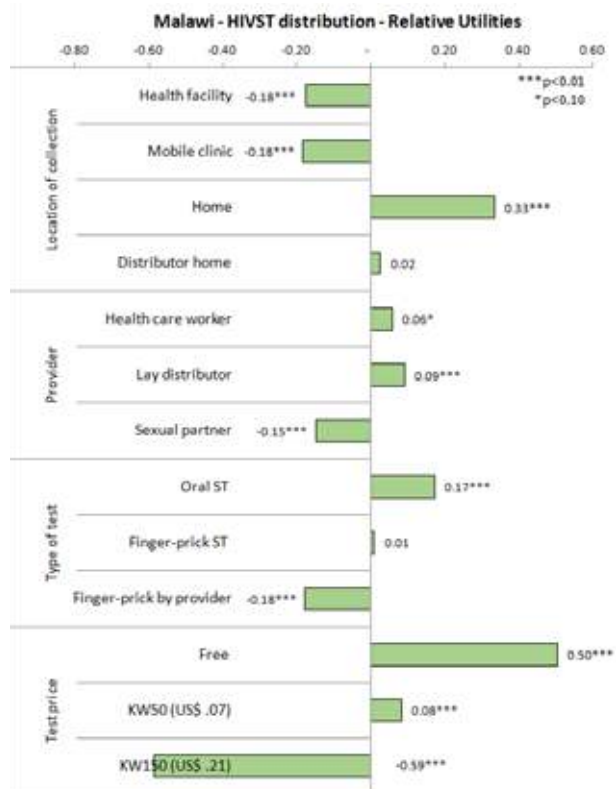 Malawi - HIVST distribution - Relative Utilities
-0.80 -0.60 -0.40 -0.20 - 0.20 0.40 0.60
***p<0.01
*p<0.10
Location of collection
Health facility -0.18***
Mobile clinic -0.18***
Home 0.33***
Distributor home 0.02
Provider
Health care worker 0.06*
Lay distributor 0.09***
Sexual partner -0.15***
Type of test
Oral ST 0.17***
Finger-prick ST 0.01
Finger-prick by provider -0.18***
Test price
Free 0.50***
KW50 (US$ .07) 0.08***
KW150 (US$ .21) -0.59***